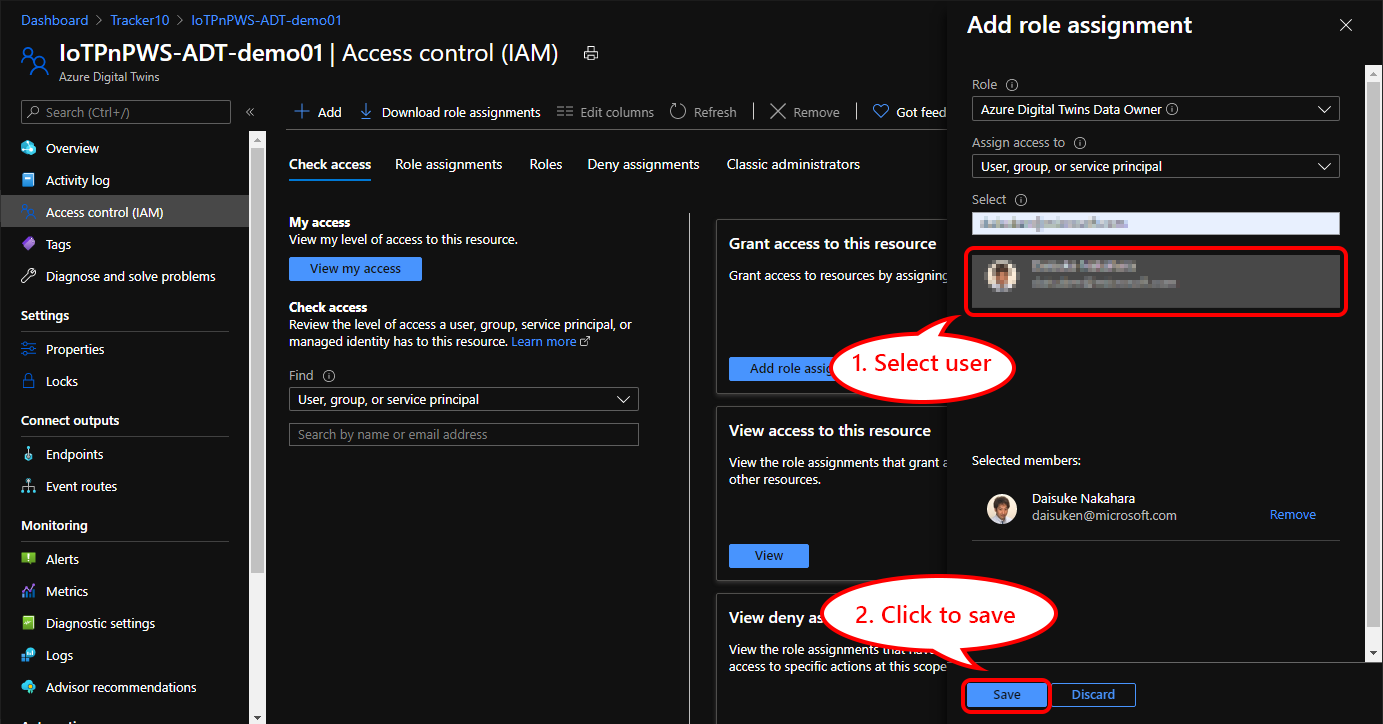 Dashboard > Tracker10 > IoTPnPWS-ADT-demo01
IoTPnPWS-ADT-demo01 | Access control (IAM)
Azure Digital Twins
Search (Ctrl+/)
«
Overview
Activity log
Access control (IAM)
Tags
Diagnose and solve problems
Settings
Properties
Locks
Connect outputs
Endpoints
Event routes
Monitoring
Alerts
Metrics
Diagnostic settings
Logs
Advisor recommendations
Add
Download role assignments
Edit columns
Refresh
Remove
Got feed
Check access
Role assignments
Roles
Deny assignments
Classic administrators
My access
View my level of access to this resource.
View my access
Check access
Review the level of access a user, group, service principal, or
managed identity has to this resource. Learn more
Find
User, group, or service principal
Search by name or email address
Grant access to this resource
Grant access to resources by assigning
Add role assig
View access to this resource
View the role assignments that grant a
other resources.
View
View deny as
View the role assignments that have
access to specific actions at this scope
Add role assignment
Role
Azure Digital Twins Data Owner
Assign access to
User, group, or service principal
Select
1. Select user
Selected members:
Daisuke Nakahara
daisuken@microsoft.com
Remove
2. Click to save
Save
Discard